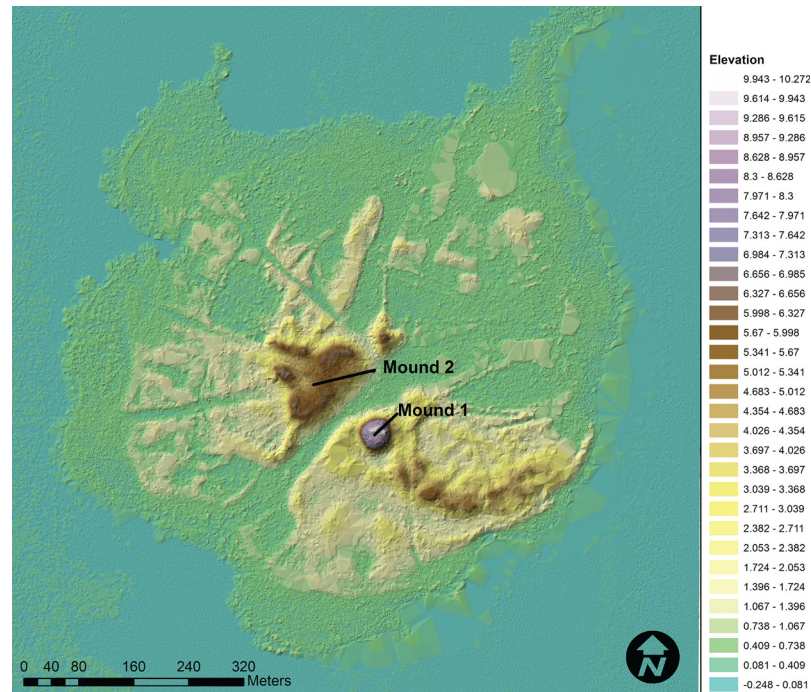 Mound 2
Mound 1
0 40 80 160 240 320
Meters
N
Elevation
9.943 - 10.272
9.614 - 9.943
9.286 - 9.615
8.957 - 9.286
8.628 - 8.957
8.3 - 8.628
7.971 - 8.3
7.642 - 7.971
7.313 - 7.642
6.984 - 7.313
6.656 - 6.985
6.327 - 6.656
5.998 - 6.327
5.67 - 5.998
5.341 - 5.67
5.012 - 5.341
4.683 - 5.012
4.354 - 4.683
4.026 - 4.354
3.697 - 4.026
3.368 - 3.697
3.039 - 3.368
2.711 - 3.039
2.382 - 2.711
2.053 - 2.382
1.724 - 2.053
1.396 - 1.724
1.067 - 1.396
0.738 - 1.067
0.409 - 0.738
0.081 - 0.409
-0.248 - 0.081